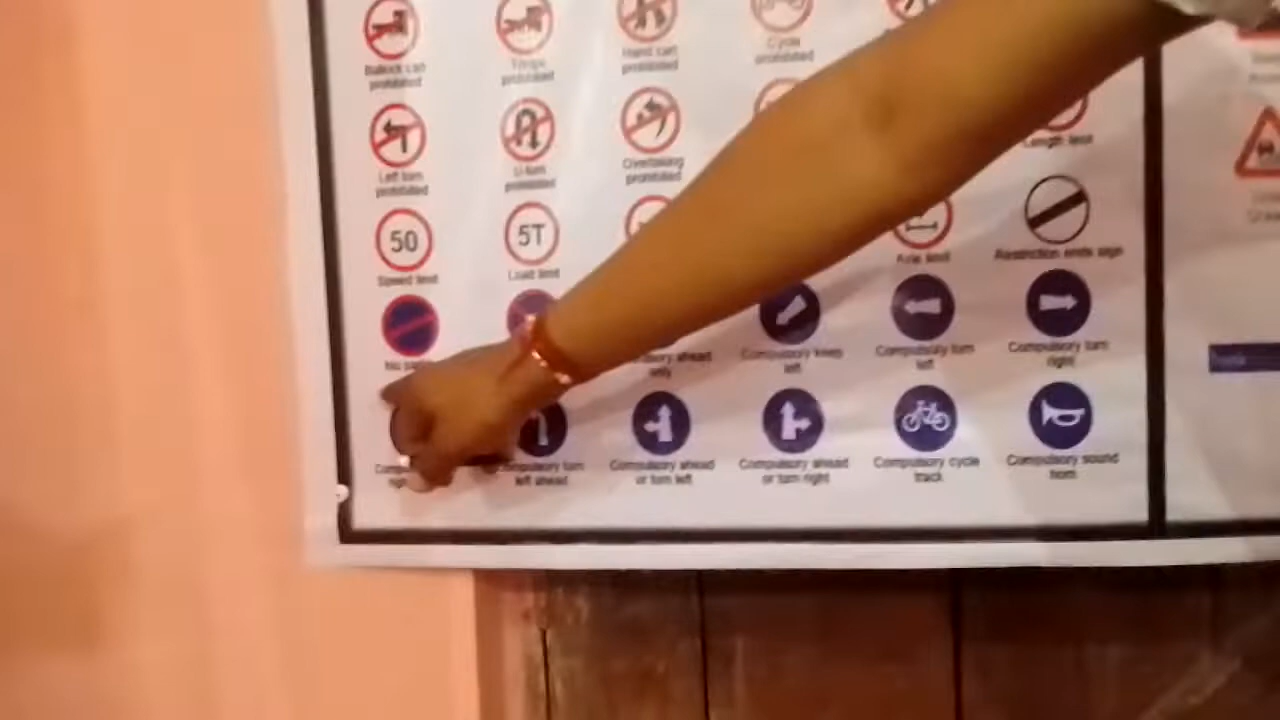 Bullock cart
prohibited
Tonga
prohibited
Hand cart
prohibited
Cycle
prohibited
Left turn
prohibited
U-turn
prohibited
Overtaking
prohibited
Length limit
50
Speed limit
5T
Load limit
Axle limit
Restriction ends sign
No
ahead
only
Compulsory keep
left
Compulsory turn
left
Compulsory turn
right
turn
left ahead
Compulsory ahead
or turn left
Compulsory ahead
or turn right
Compulsory cycle
track
Compulsory sound
horn